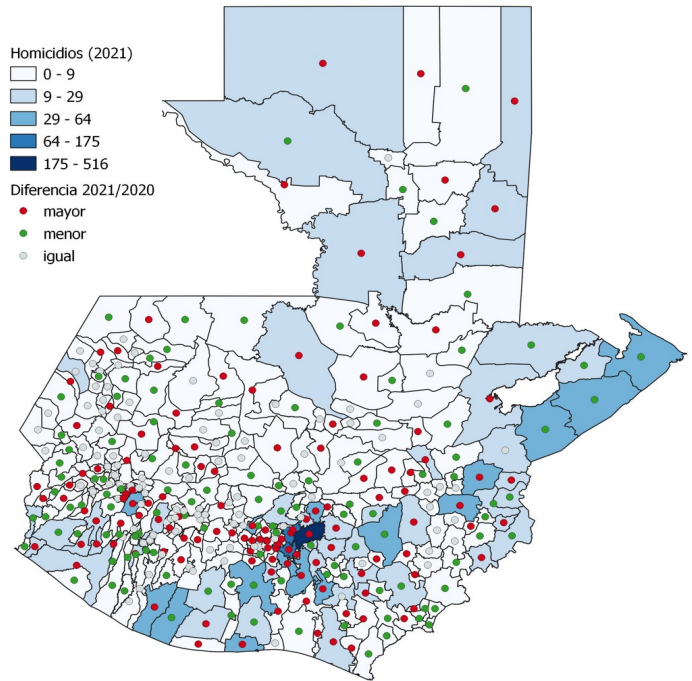 Homicidios (2021)
0 - 9
9 - 29
29 - 64
64 - 175
175 - 516
Diferencia 2021/2020
mayor
menor
igual